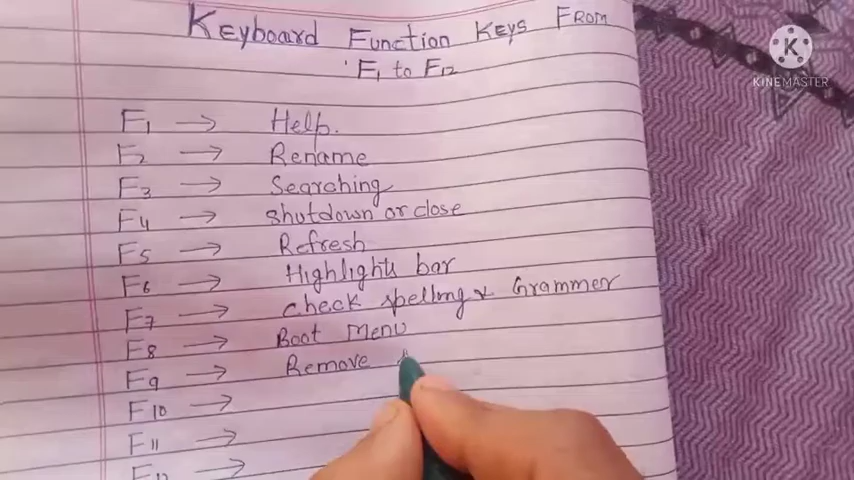 Keyboard Function Keys From
F1 to F12
F1 → Help.
F2 → Rename
F3 → Searching
F4 → shutdown or close
F5 → Refresh
F6 → Highlights bar
F7 → check spelling & Grammer
F8 → Boot Menu
F9 → Remove
F10 →
F11 →
F12 →
K
KINEMASTER